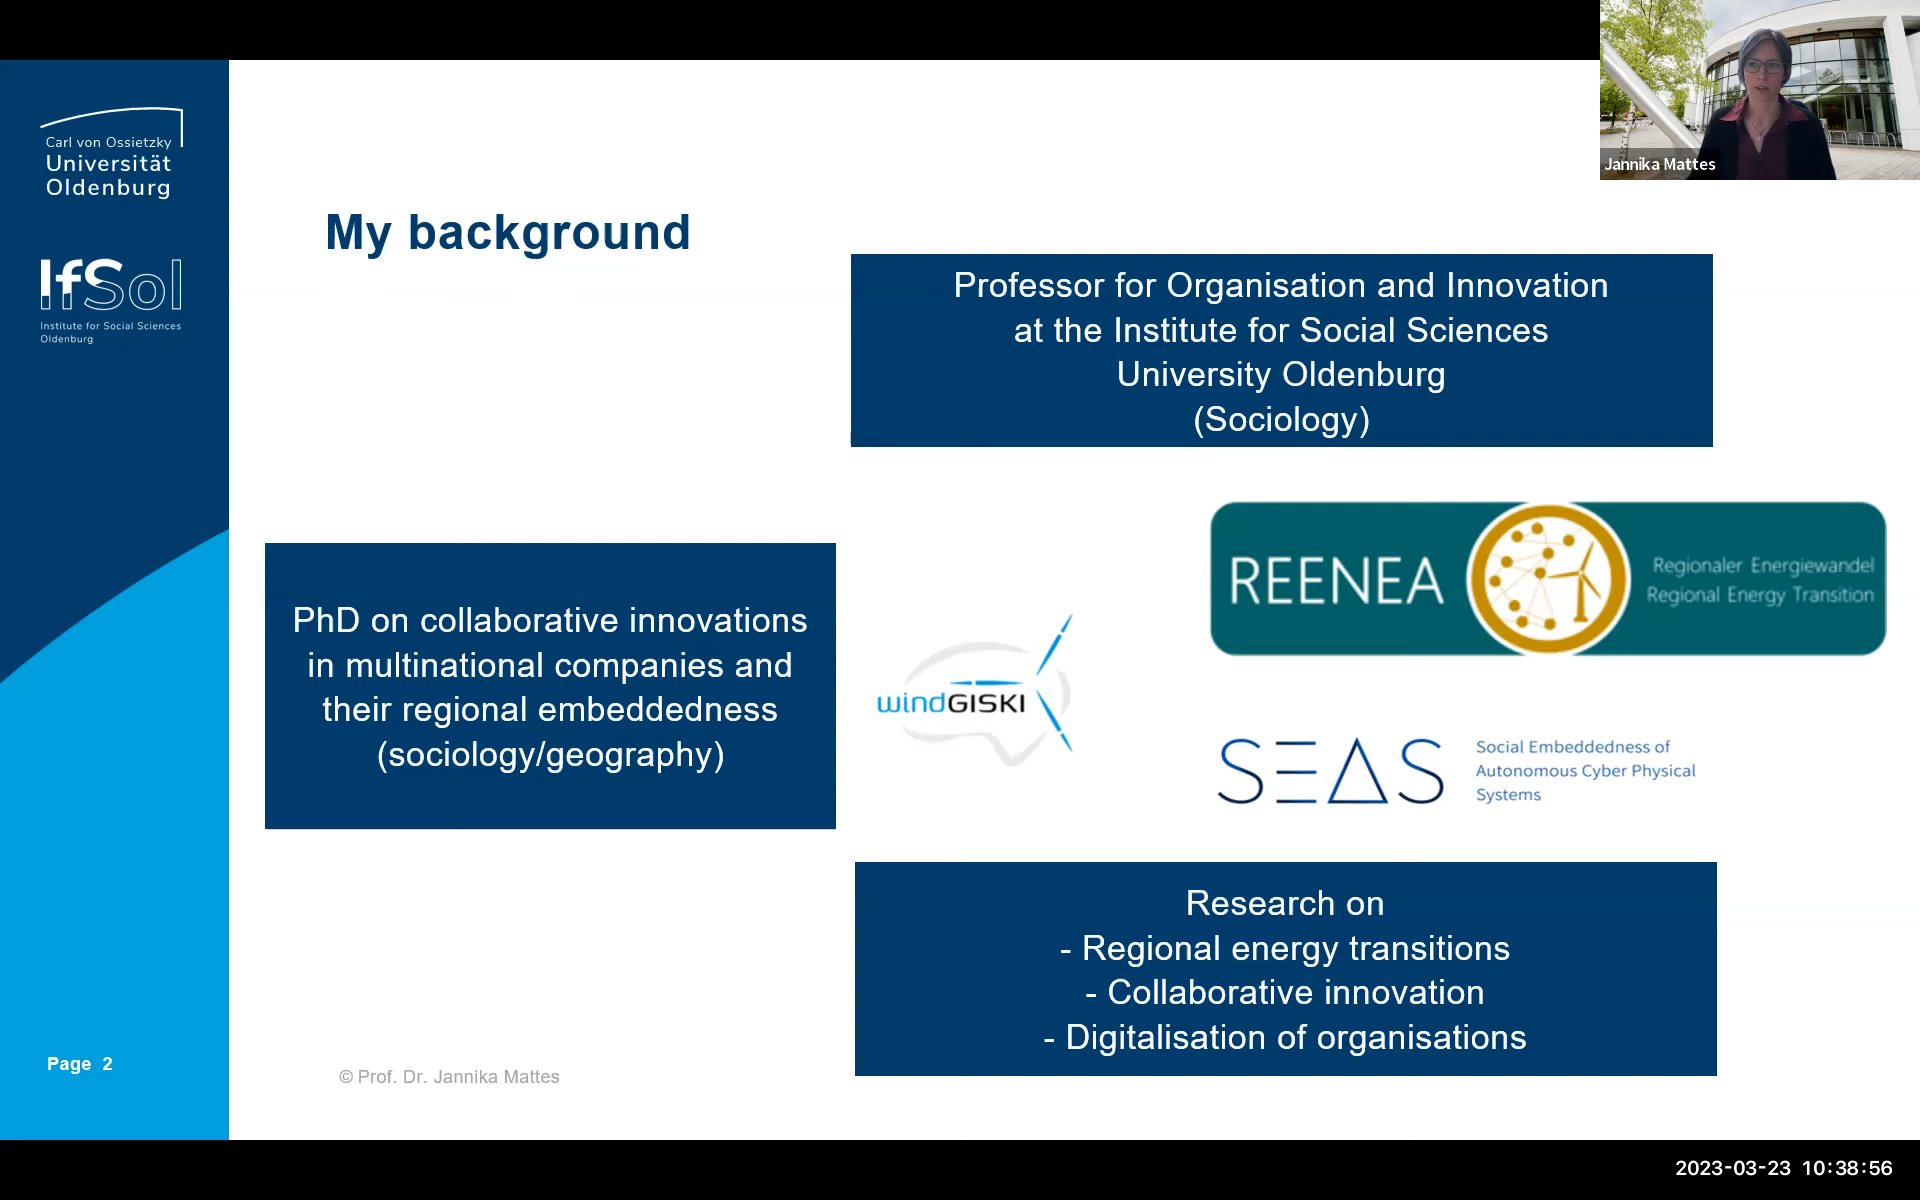 Carl von Ossietzky
Universität
Oldenburg
IfSol
Institute for Social Sciences
Oldenburg
Jannika Mattes
My background
Professor for Organisation and Innovation
at the Institute for Social Sciences
University Oldenburg
(Sociology)
PhD on collaborative innovations
in multinational companies and
their regional embeddedness
(sociology/geography)
windGISKI
REENEA
Regionaler Energiewandel
Regional Energy Transition
SEAS
Social Embeddedness of
Autonomous Cyber Physical
Systems
Research on
- Regional energy transitions
- Collaborative innovation
- Digitalisation of organisations
Page 2
© Prof. Dr. Jannika Mattes
2023-03-23 10:38:56